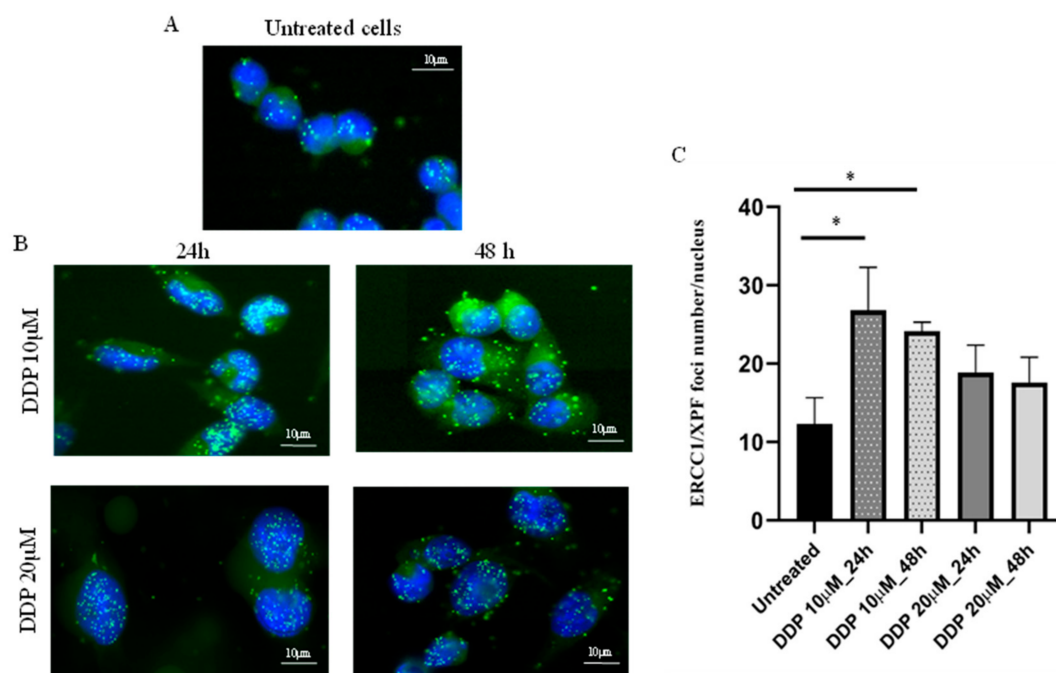 A
Untreated cells
10µm
B
24h
48 h
DDP 10µM
10µm
10µm
DDP 20µM
10µm
10µm
C
*
*
ERCC1/XPF foci number/nucleus
40
30
20
10
0
Untreated
DDP 10µM_24h
DDP 10µM_48h
DDP 20µM_24h
DDP 20µM_48h